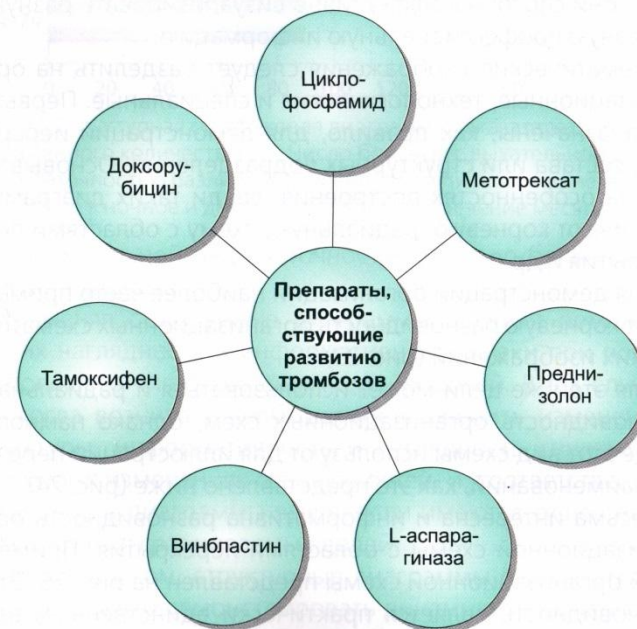 Цикло-
фосфамид
Доксору-
бицин
Метотрексат
Препараты,
способ-
ствующие
развитию
тромбозов
Тамоксифен
Предни-
золон
Винбластин
L-аспара-
гиназа